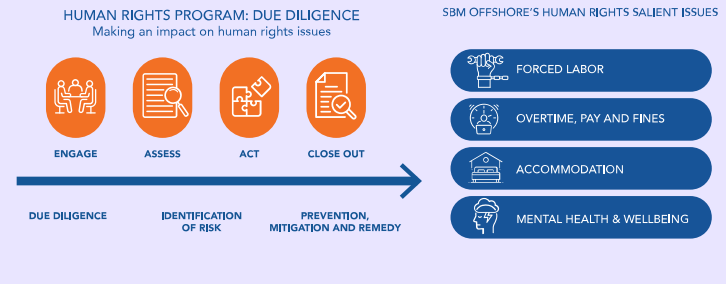 HUMAN RIGHTS PROGRAM: DUE DILIGENCE
Making an impact on human rights issues
ENGAGE
ASSESS
ACT
CLOSE OUT
DUE DILIGENCE
IDENTIFICATION
OF RISK
PREVENTION,
MITIGATION AND REMEDY
SBM OFFSHORE'S HUMAN RIGHTS SALIENT ISSUES
FORCED LABOR
OVERTIME, PAY AND FINES
ACCOMMODATION
MENTAL HEALTH & WELLBEING